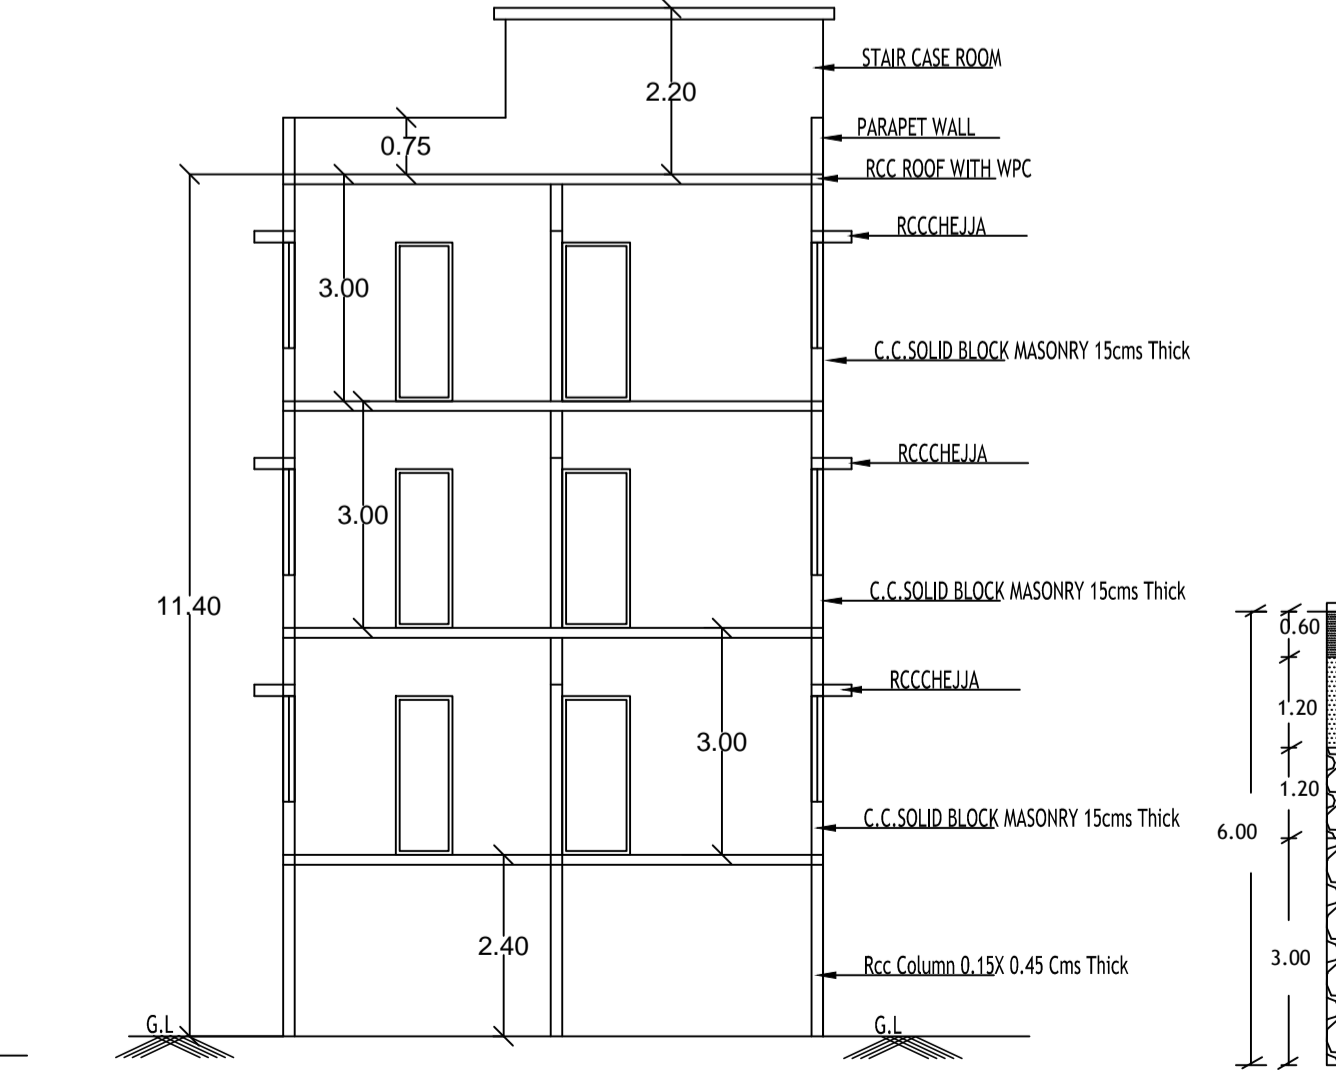 STAIR CASE ROOM
2.20
PARAPET WALL
0.75
RCC ROOF WITH WPC
RCCCHEJJA
3.00
C.C.SOLID BLOCK MASONRY 15cms Thick
RCCCHEJJA
3.00
C.C.SOLID BLOCK MASONRY 15cms Thick
11.40
0.60
RCCCHEJJA
1.20
3.00
1.20
C.C.SOLID BLOCK MASONRY 15cms Thick
6.00
2.40
Rcc Column 0.15X 0.45 Cms Thick
3.00
G.L
G.L